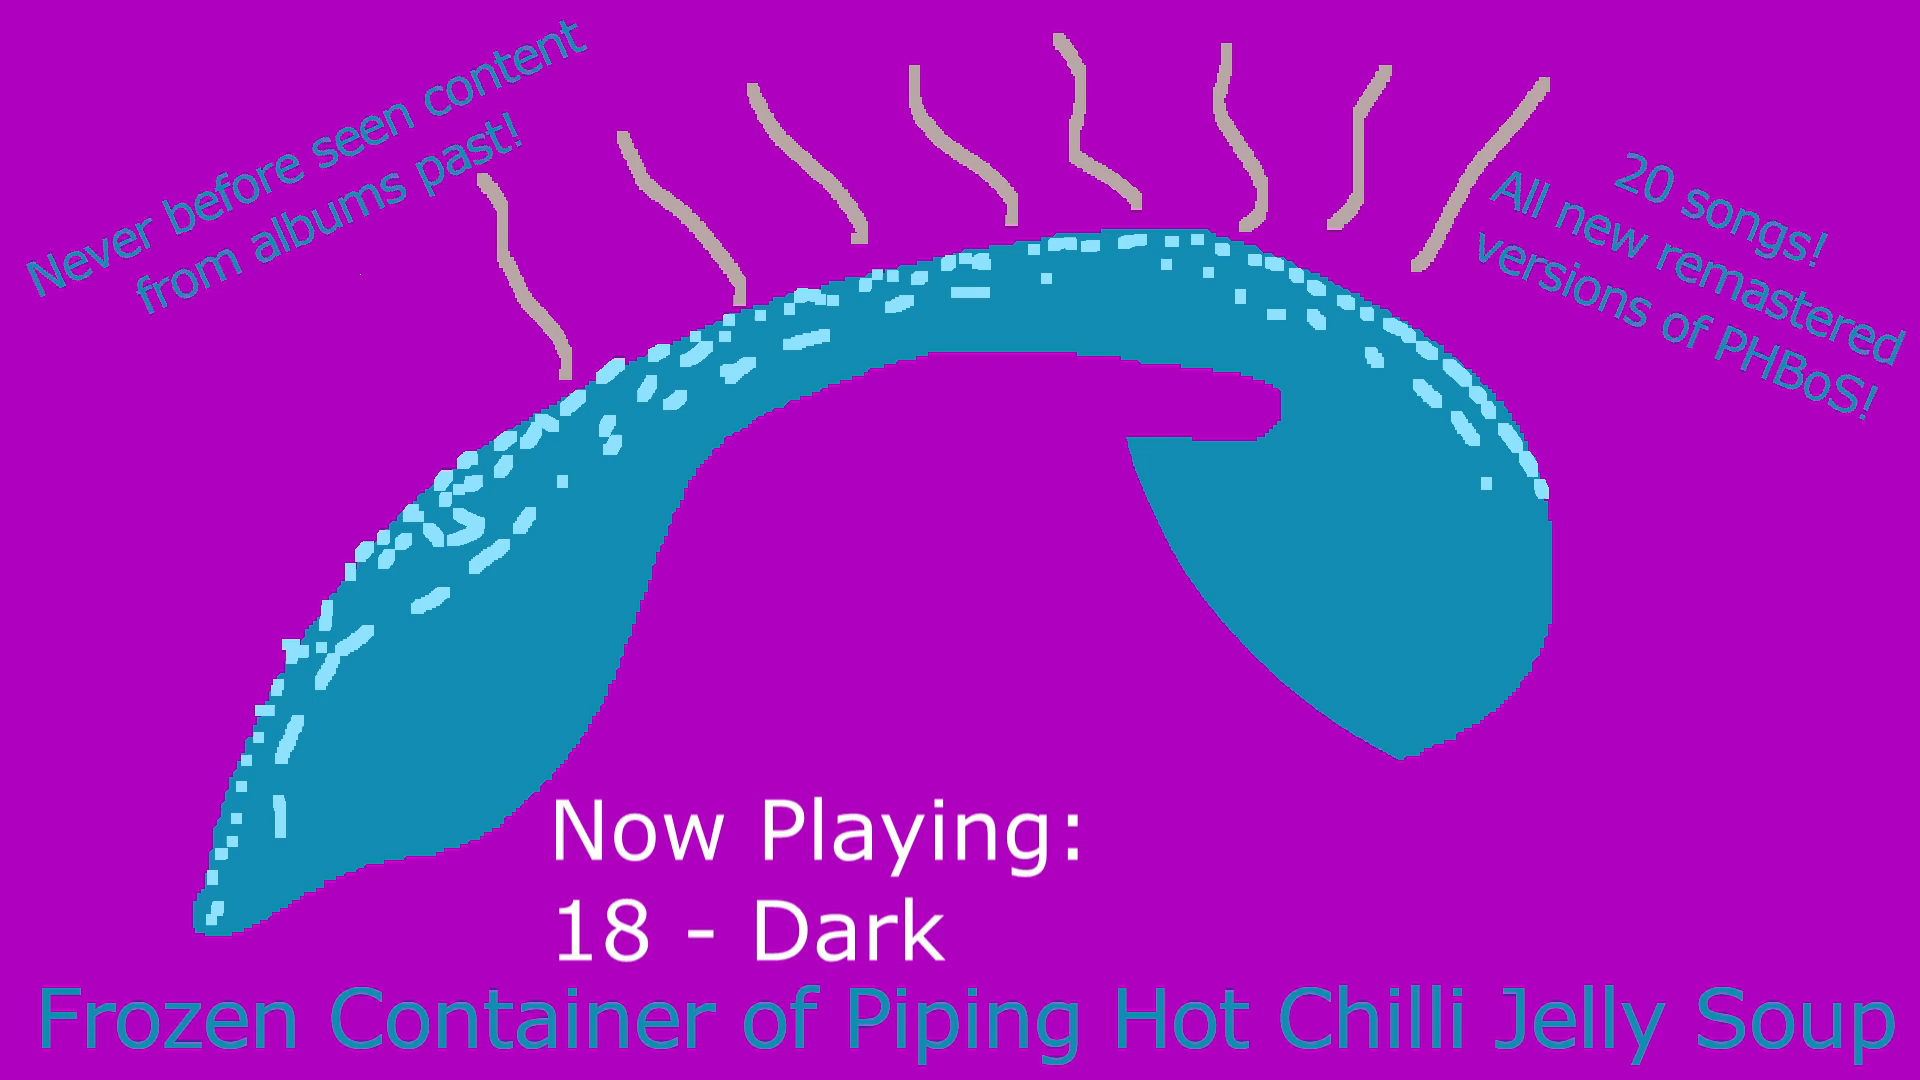 Never before seen content
from albums past!
20 songs!
All new remastered
versions of PHBoS!
Now Playing:
18 - Dark
Frozen Container of Piping Hot Chilli Jelly Soup